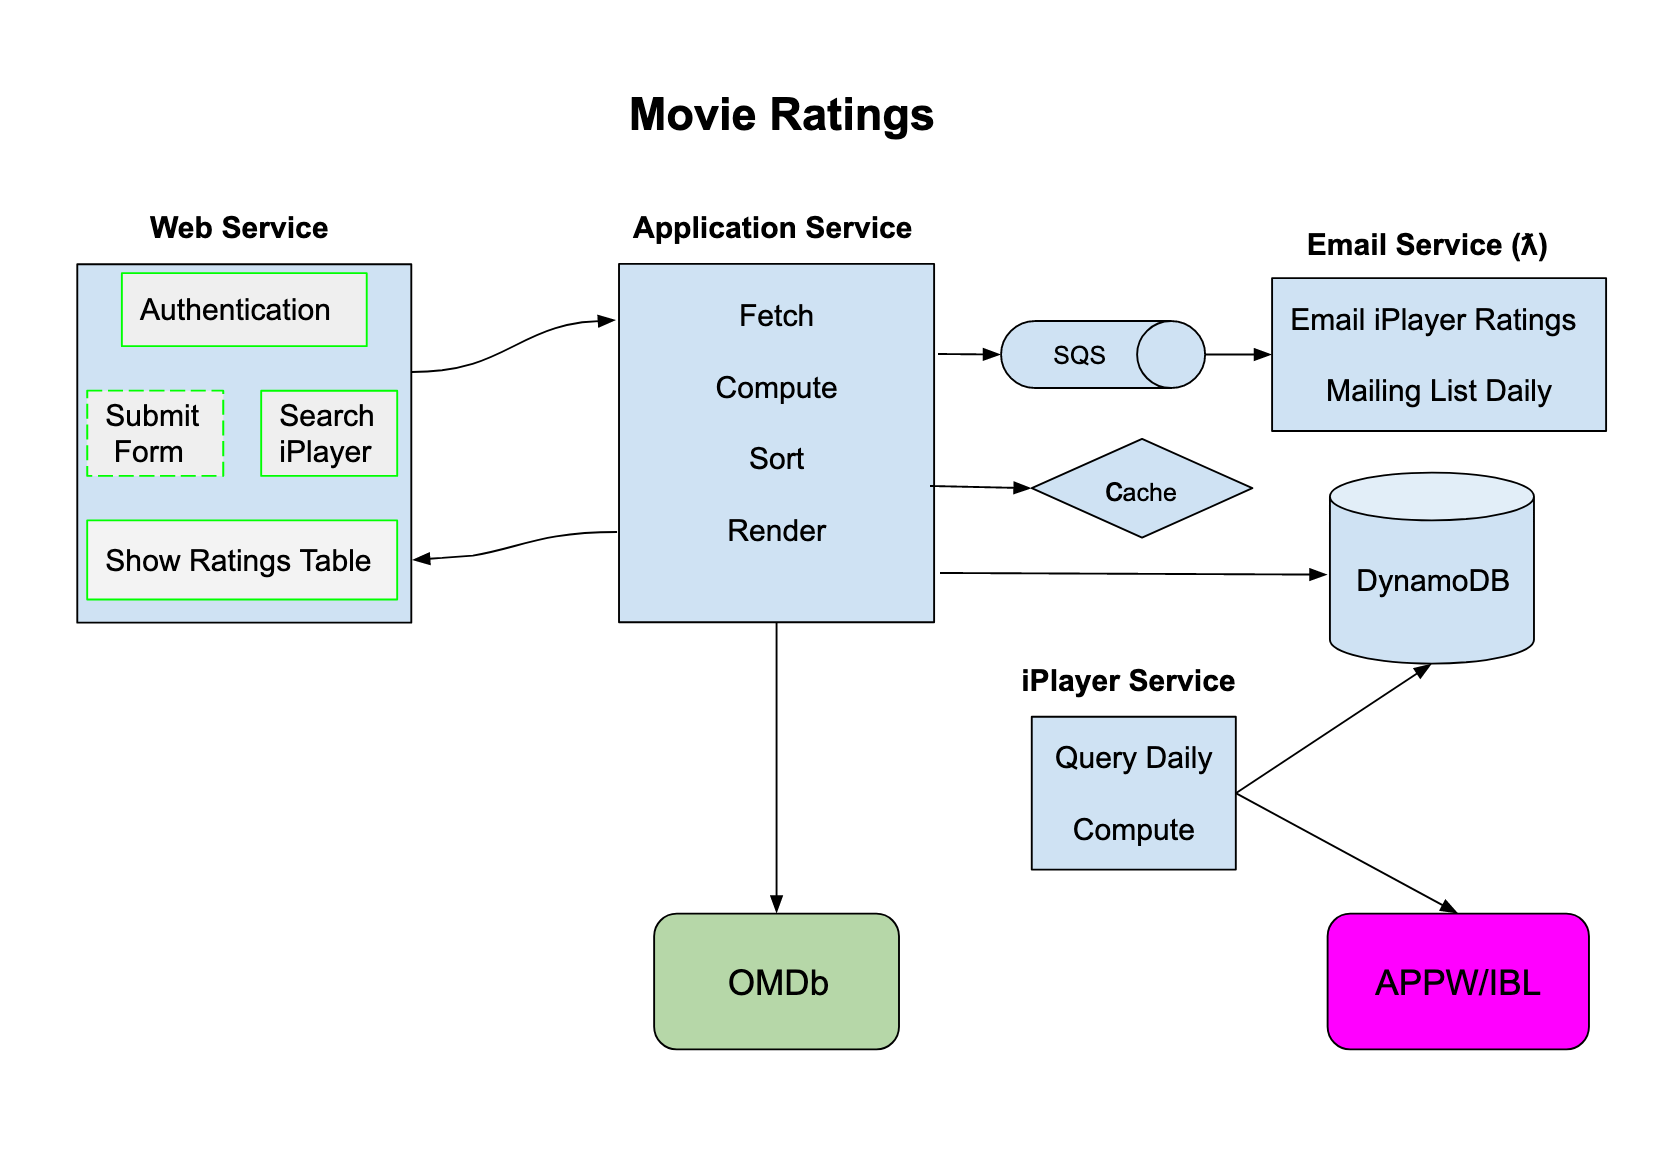 Movie Ratings
Web Service
Authentication
Submit
Form
Search
iPlayer
Show Ratings Table
Application Service
Fetch
Compute
Sort
Render
SQS
Cache
Email Service (ƛ)
Email iPlayer Ratings
Mailing List Daily
DynamoDB
iPlayer Service
Query Daily
Compute
OMDb
APPW/IBL